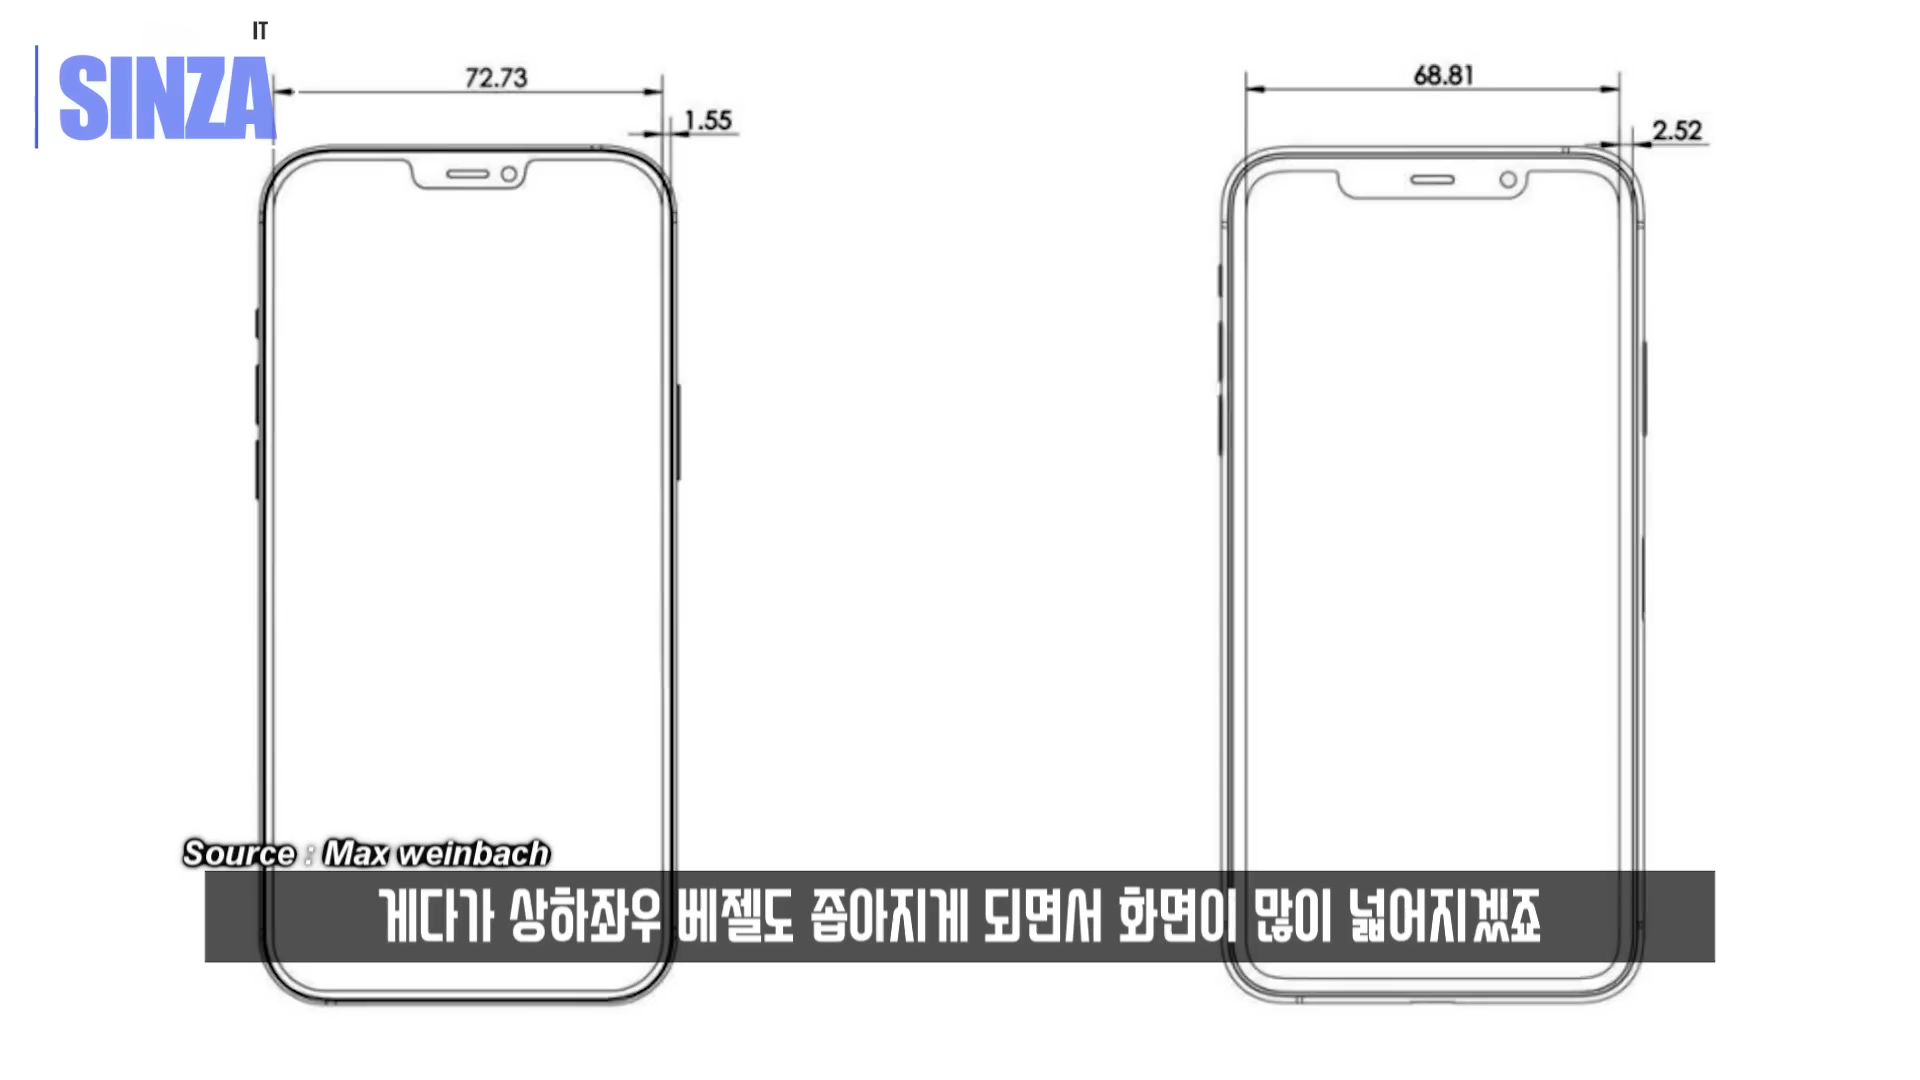 IT
SINZA
72.73
1.55
68.81
2.52
Source : Max weinbach
게다가 상하좌우 베젤도 좁아지게 되면서 화면이 많이 넓어지겠죠